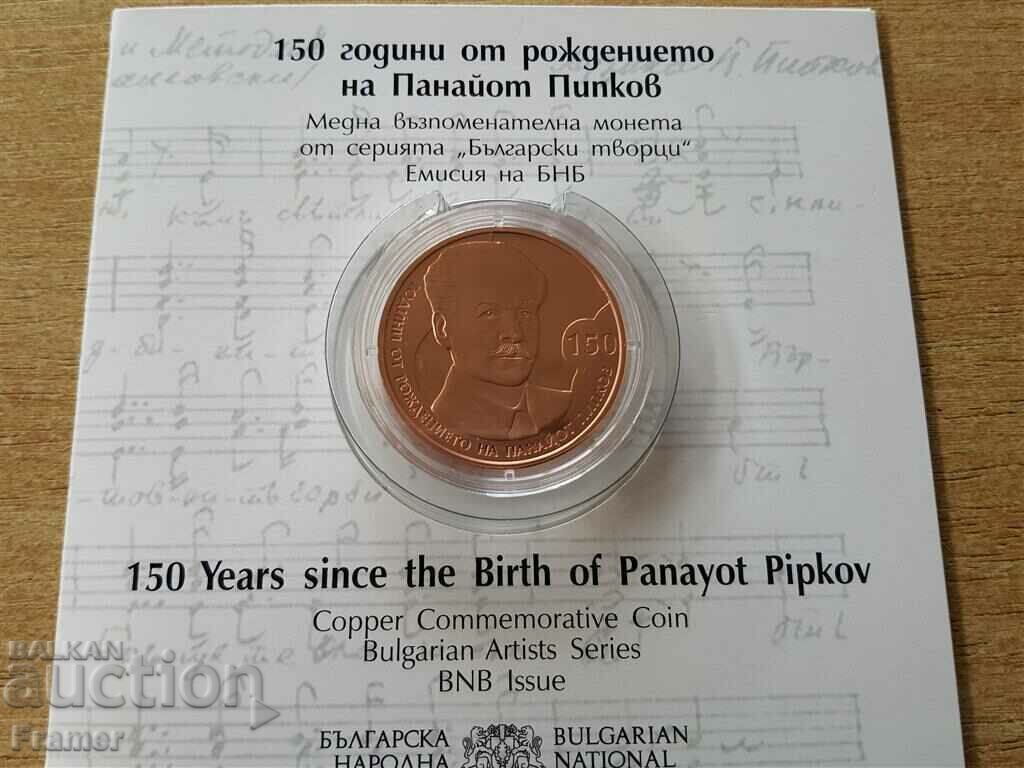 и Методи
150 години от рождението
на Панайот Пипков
Медна възпоменателна монета
от серията „Български творци“
Емисия на БНБ
150
ГОДИНИ ОТ РОЖДЕНИЕТО НА ПАНАЙОТ ПИПКОВ
150 Years since the Birth of Panayot Pipkov
Copper Commemorative Coin
Bulgarian Artists Series
BNB Issue
БЪЛГАРСКА
НАРОДНА
BULGARIAN
NATIONAL
BALKAN
auction
Framer